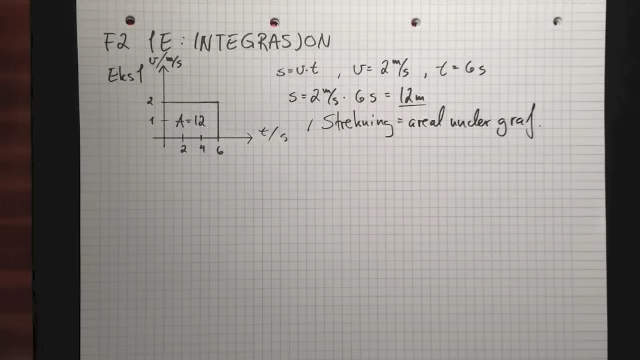 F2 1E: INTEGRASJON
Eks1
v/m/s
s=v·t , v=2m/s , t=6s
s=2m/s · 6s = 12m
, Strekning = areal under graf.
2
1
A=12
2 4 6
t/s